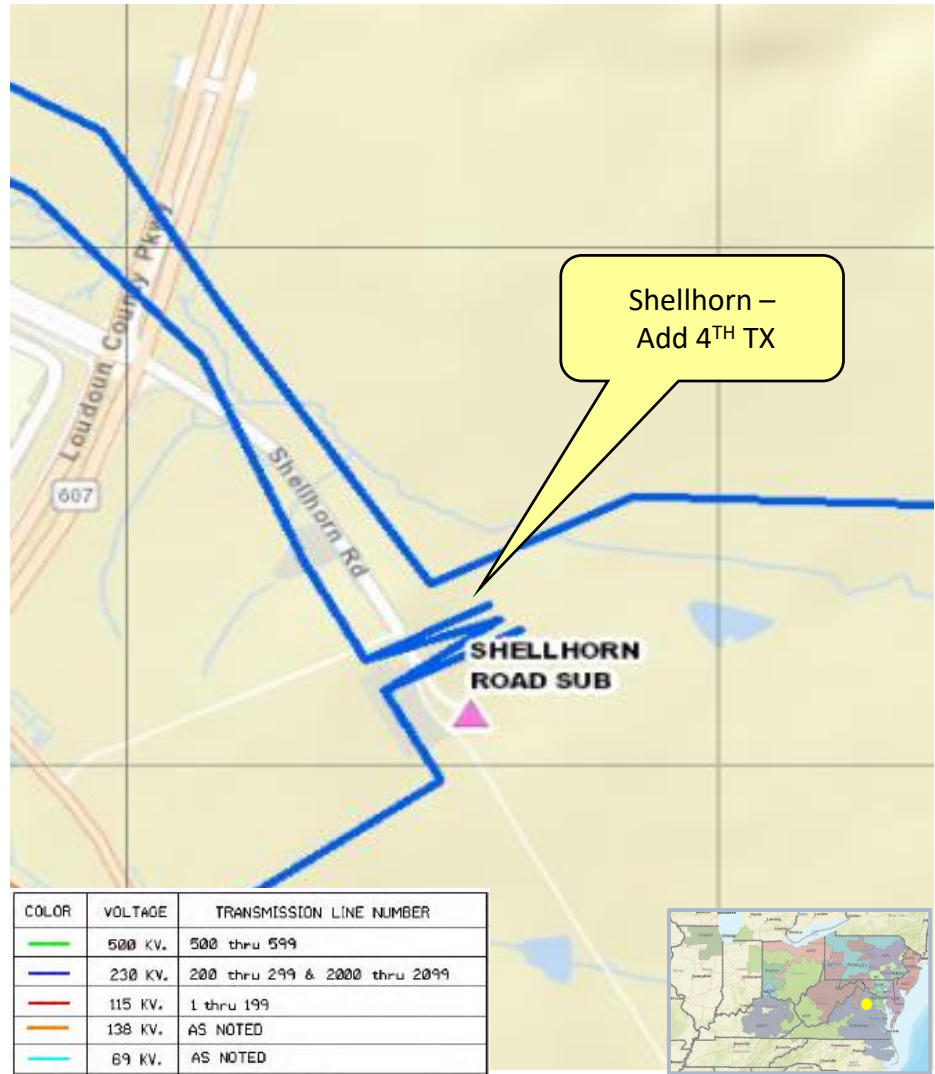 Loudoun County Pkwy
607
Shellhorn Rd
Shellhorn –
Add 4TH TX
SHELLHORN
ROAD SUB
COLOR VOLTAGE TRANSMISSION LINE NUMBER
500 KV. 500 thru 599
230 KV. 200 thru 299 & 2000 thru 2099
115 KV. 1 thru 199
138 KV. AS NOTED
69 KV. AS NOTED